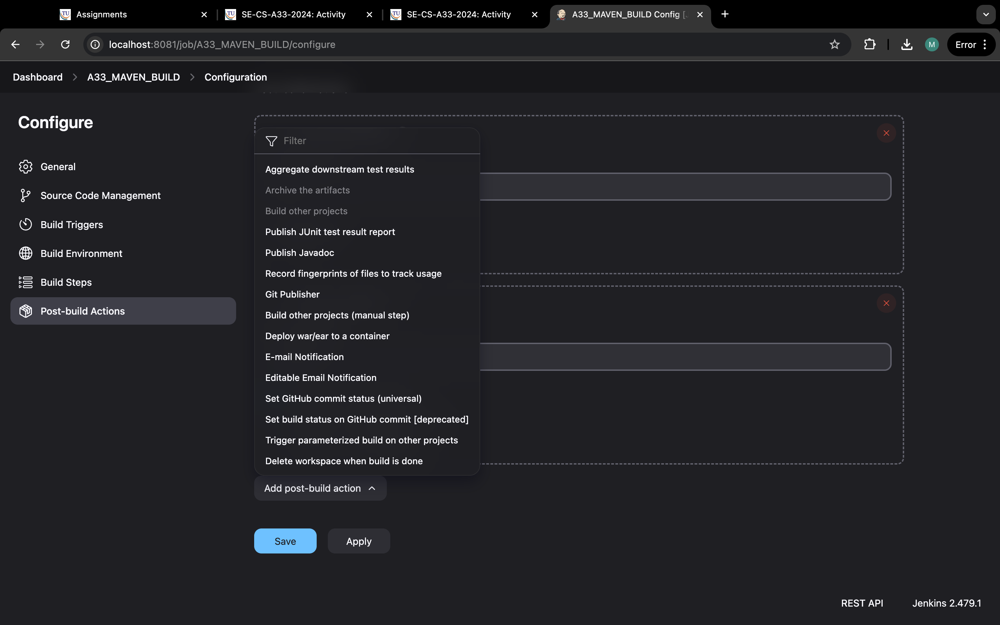 Assignments
SE-CS-A33-2024: Activity
SE-CS-A33-2024: Activity
A33_MAVEN_BUILD Config [
localhost:8081/job/A33_MAVEN_BUILD/configure
M
Error
Dashboard
A33_MAVEN_BUILD
Configuration
Configure
General
Source Code Management
Build Triggers
Build Environment
Build Steps
Post-build Actions
Filter
Aggregate downstream test results
Archive the artifacts
Build other projects
Publish JUnit test result report
Publish Javadoc
Record fingerprints of files to track usage
Git Publisher
Build other projects (manual step)
Deploy war/ear to a container
E-mail Notification
Editable Email Notification
Set GitHub commit status (universal)
Set build status on GitHub commit [deprecated]
Trigger parameterized build on other projects
Delete workspace when build is done
Add post-build action
Save
Apply
REST API
Jenkins 2.479.1